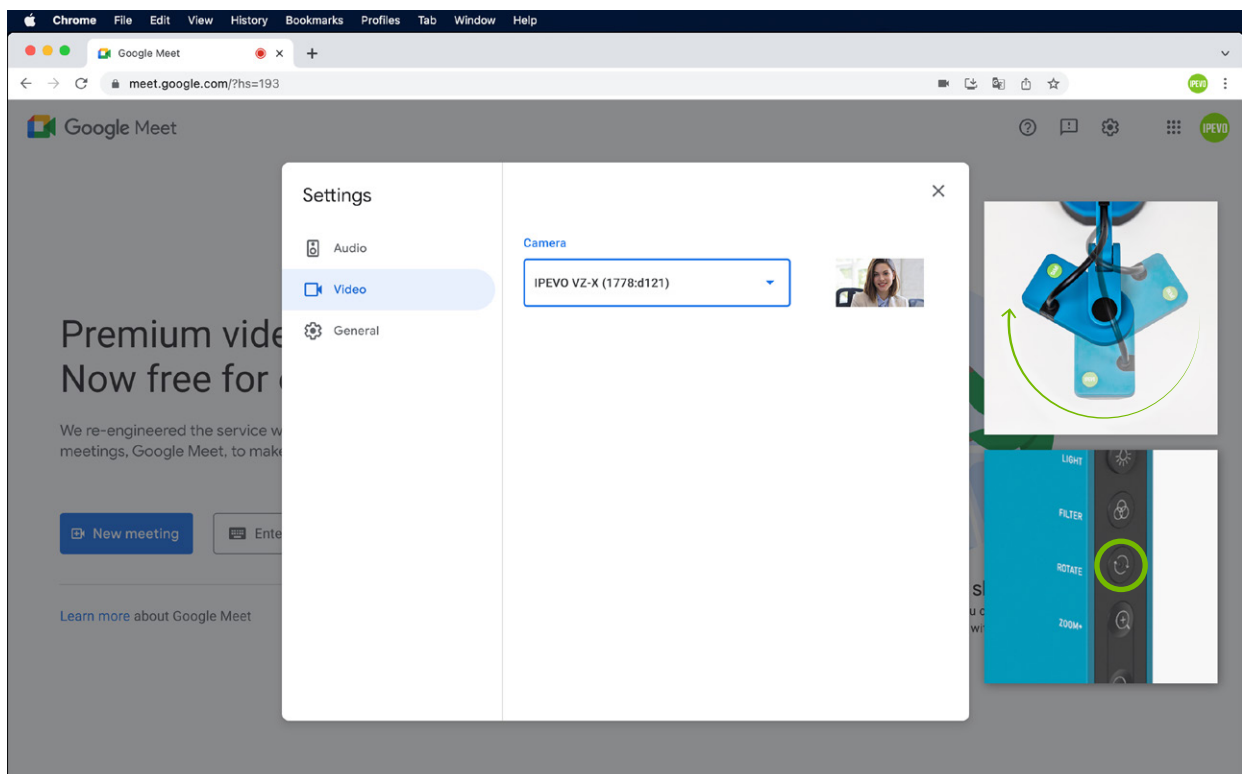 Chrome File Edit View History Bookmarks Profiles Tab Window Help
Google Meet
meet.google.com/?hs=193
IPEVO
Google Meet
IPEVO
Settings
Audio
Video
General
Camera
IPEVO VZ-X (1778:d121)
Premium vide
Now free for
We re-engineered the service w
meetings, Google Meet, to make
New meeting
Ente
Learn more about Google Meet
LIGHT
FILTER
ROTATE
ZOOM+